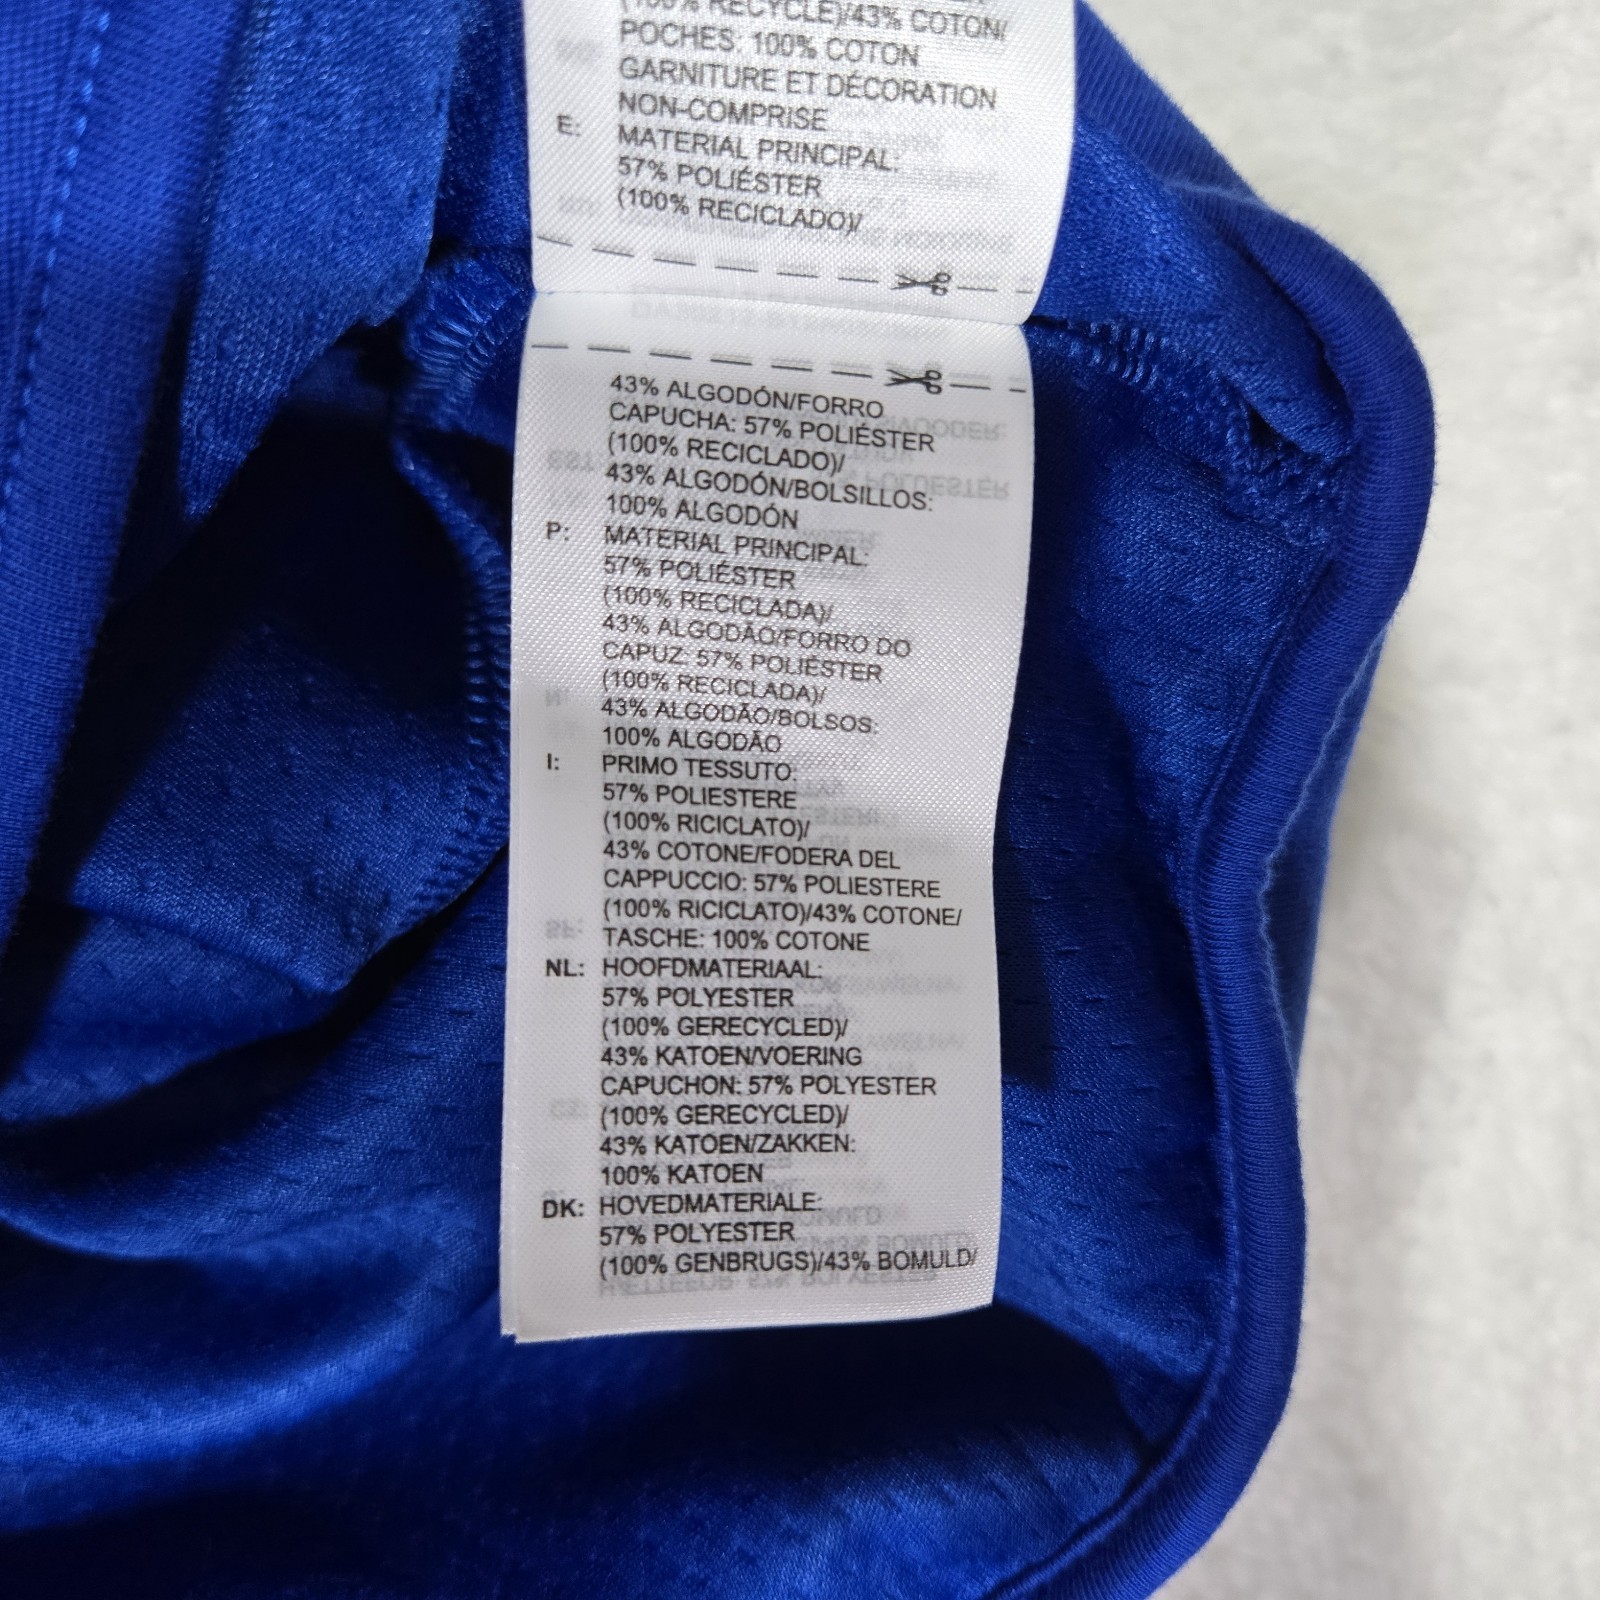 (100% RECYCLÉ)/43% COTON/
POCHES: 100% COTON
GARNITURE ET DÉCORATION
NON-COMPRISE
E: MATERIAL PRINCIPAL:
57% POLIÉSTER
(100% RECICLADO)/
43% ALGODÓN/FORRO
CAPUCHA: 57% POLIÉSTER
(100% RECICLADO)/
43% ALGODÓN/BOLSILLOS:
100% ALGODÓN
P: MATERIAL PRINCIPAL:
57% POLIÉSTER
(100% RECICLADA)/
43% ALGODÃO/FORRO DO
CAPUZ: 57% POLIÉSTER
(100% RECICLADA)/
43% ALGODÃO/BOLSOS:
100% ALGODÃO
I: PRIMO TESSUTO:
57% POLIESTERE
(100% RICICLATO)/
43% COTONE/FODERA DEL
CAPPUCCIO: 57% POLIESTERE
(100% RICICLATO)/43% COTONE/
TASCHE: 100% COTONE
NL: HOOFDMATERIAAL:
57% POLYESTER
(100% GERECYCLED)/
43% KATOEN/VOERING
CAPUCHON: 57% POLYESTER
(100% GERECYCLED)/
43% KATOEN/ZAKKEN:
100% KATOEN
DK: HOVEDMATERIALE:
57% POLYESTER
(100% GENBRUGS)/43% BOMULD/